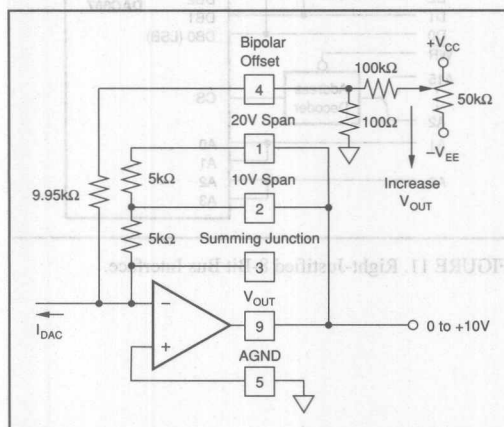 Bipolar
Offset
4
+VCC
100kΩ
50kΩ
20V Span
100Ω
1
-VEE
5kΩ
10V Span
Increase
VOUT
9.95kΩ
2
5kΩ
Summing Junction
3
VOUT
IDAC
−
+
9
0 to +10V
AGND
5